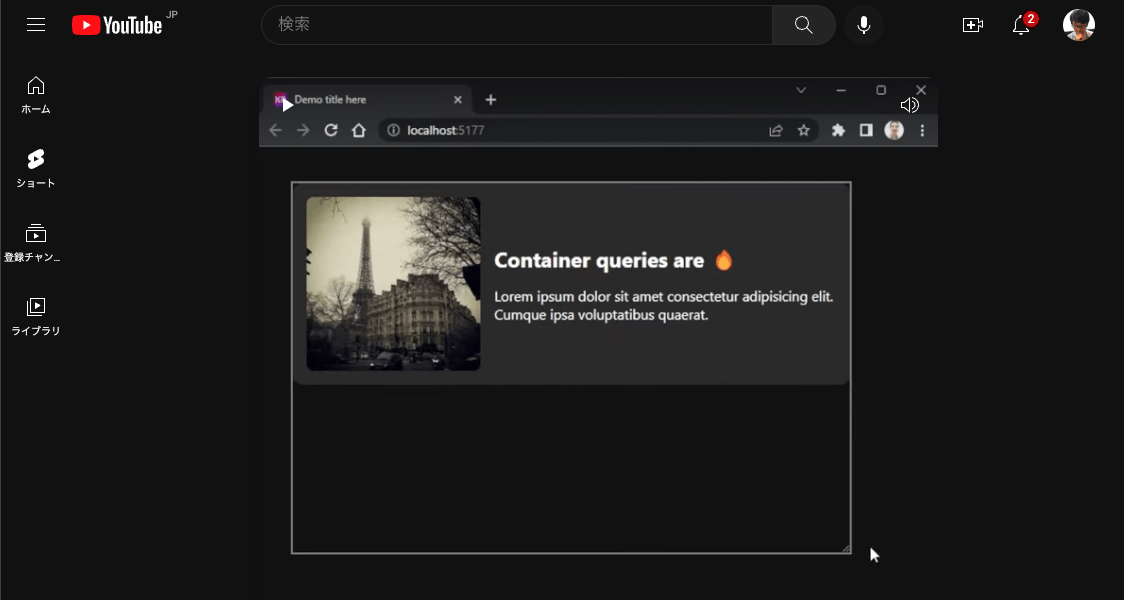 YouTube JP
検索
2
ホーム
ショート
登録チャン...
ライブラリ
Demo title here
localhost:5177
Container queries are 🔥
Lorem ipsum dolor sit amet consectetur adipisicing elit.
Cumque ipsa voluptatibus quaerat.